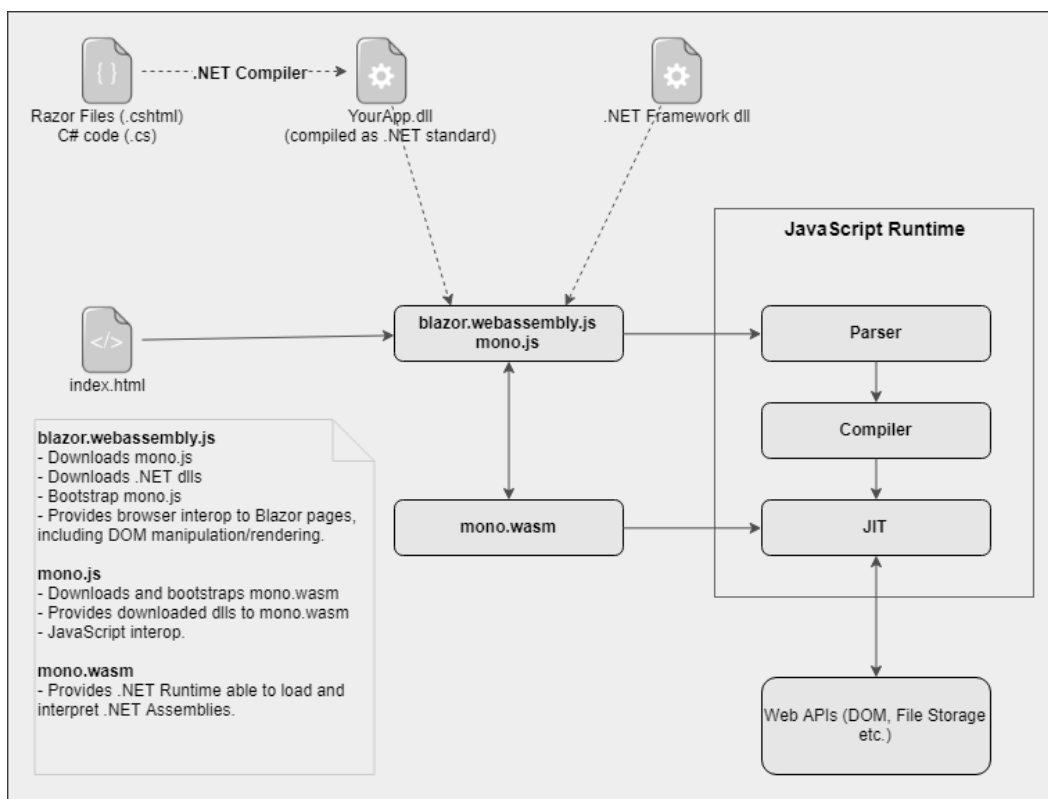 .NET Compiler
Razor Files (.cshtml)
C# code (.cs)
YourApp.dll
(compiled as .NET standard)
.NET Framework dll
JavaScript Runtime
index.html
blazor.webassembly.js
mono.js
Parser
Compiler
mono.wasm
JIT
Web APIs (DOM, File Storage
etc.)
blazor.webassembly.js
- Downloads mono.js
- Downloads .NET dlls
- Bootstrap mono.js
- Provides browser interop to Blazor pages,
including DOM manipulation/rendering.
mono.js
- Downloads and bootstraps mono.wasm
- Provides downloaded dlls to mono.wasm
- JavaScript interop.
mono.wasm
- Provides .NET Runtime able to load and
interpret .NET Assemblies.